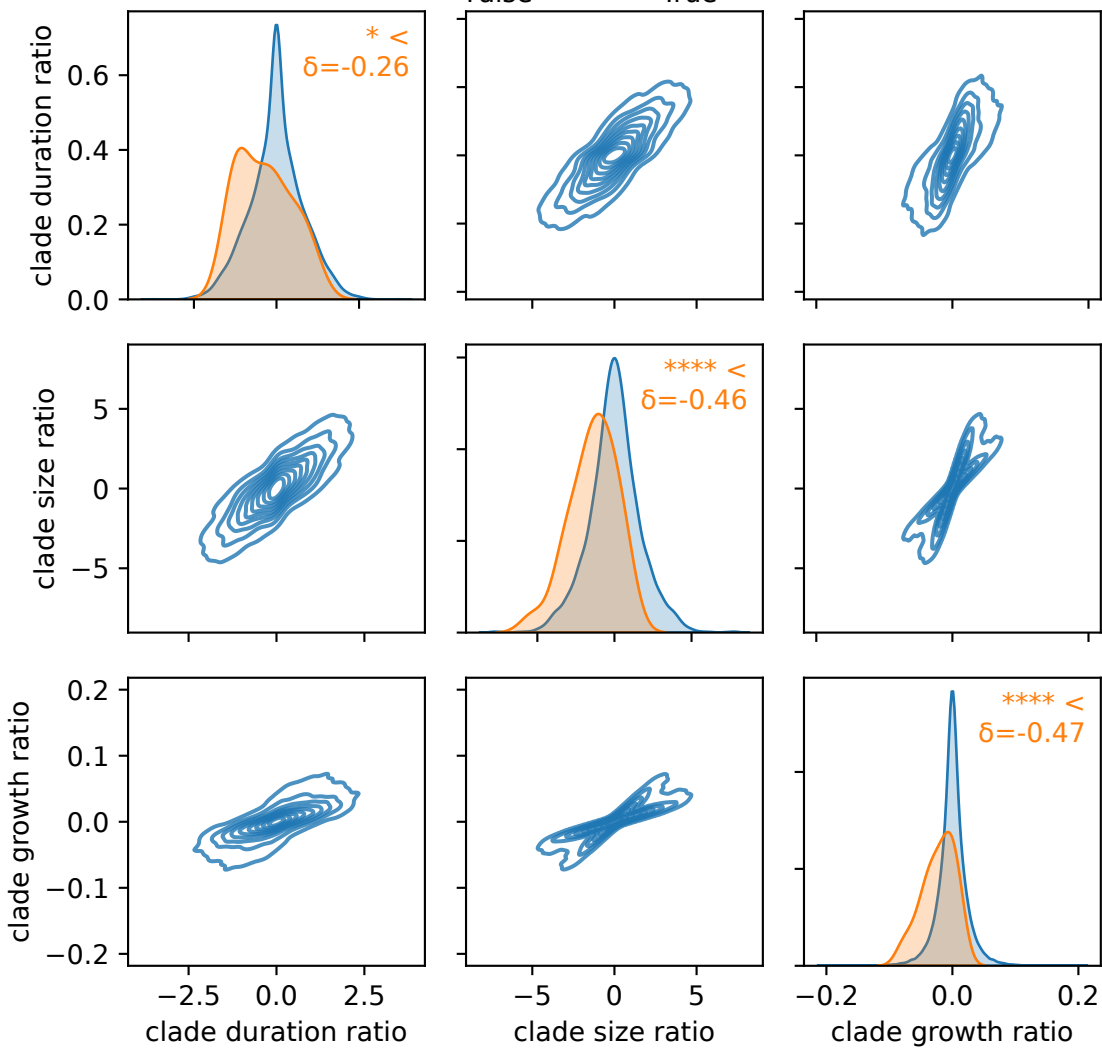 False True
clade duration ratio
0.6
0.4
0.2
0.0
* <
δ=-0.26
clade size ratio
5
0
−5
**** <
δ=-0.46
clade growth ratio
0.2
0.1
0.0
−0.1
−0.2
**** <
δ=-0.47
−2.5 0.0 2.5
−5 0 5
−0.2 0.0 0.2
clade duration ratio
clade size ratio
clade growth ratio